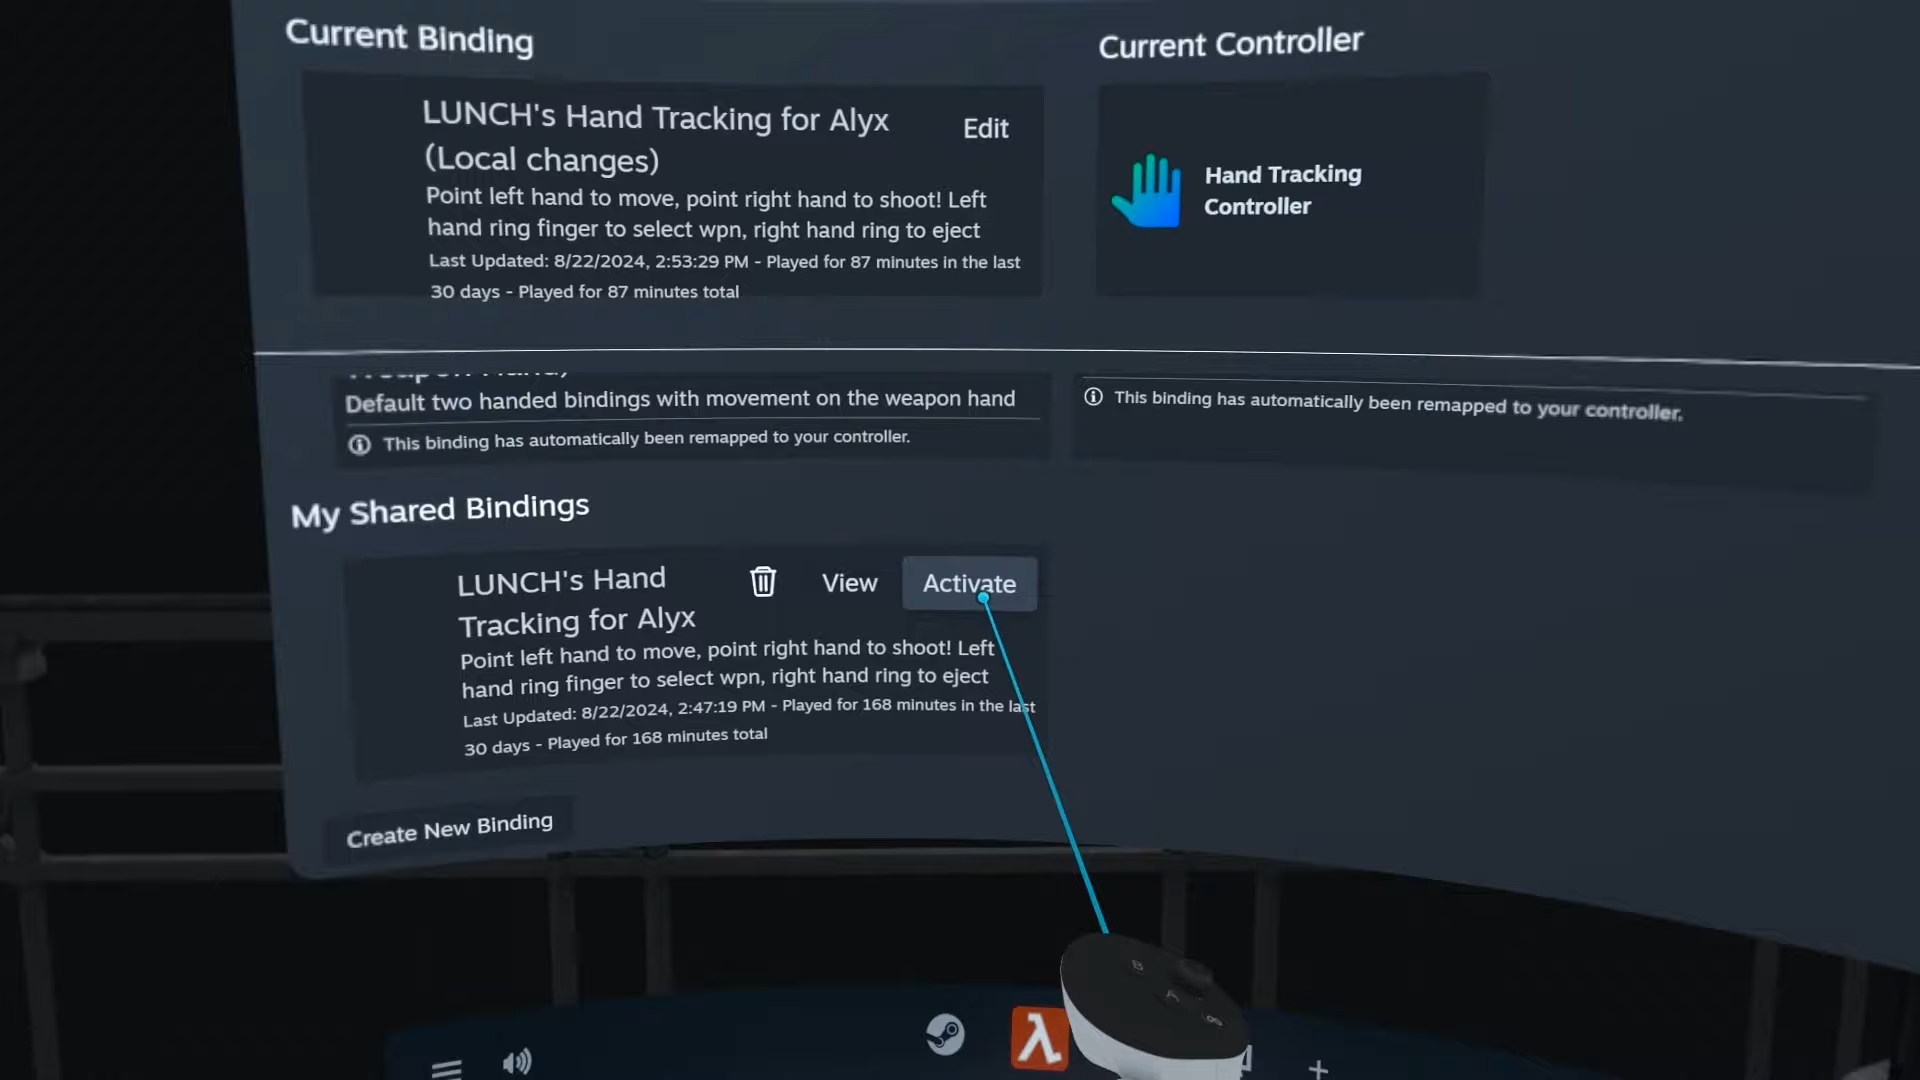 Current Binding
LUNCH's Hand Tracking for Alyx
(Local changes)
Edit
Point left hand to move, point right hand to shoot! Left
hand ring finger to select wpn, right hand ring to eject
Last Updated: 8/22/2024, 2:53:29 PM - Played for 87 minutes in the last
30 days - Played for 87 minutes total
Current Controller
Hand Tracking
Controller
Default two handed bindings with movement on the weapon hand
This binding has automatically been remapped to your controller.
This binding has automatically been remapped to your controller.
My Shared Bindings
LUNCH's Hand
Tracking for Alyx
View
Activate
Point left hand to move, point right hand to shoot! Left
hand ring finger to select wpn, right hand ring to eject
Last Updated: 8/22/2024, 2:47:19 PM - Played for 168 minutes in the last
30 days - Played for 168 minutes total
Create New Binding
λ
B